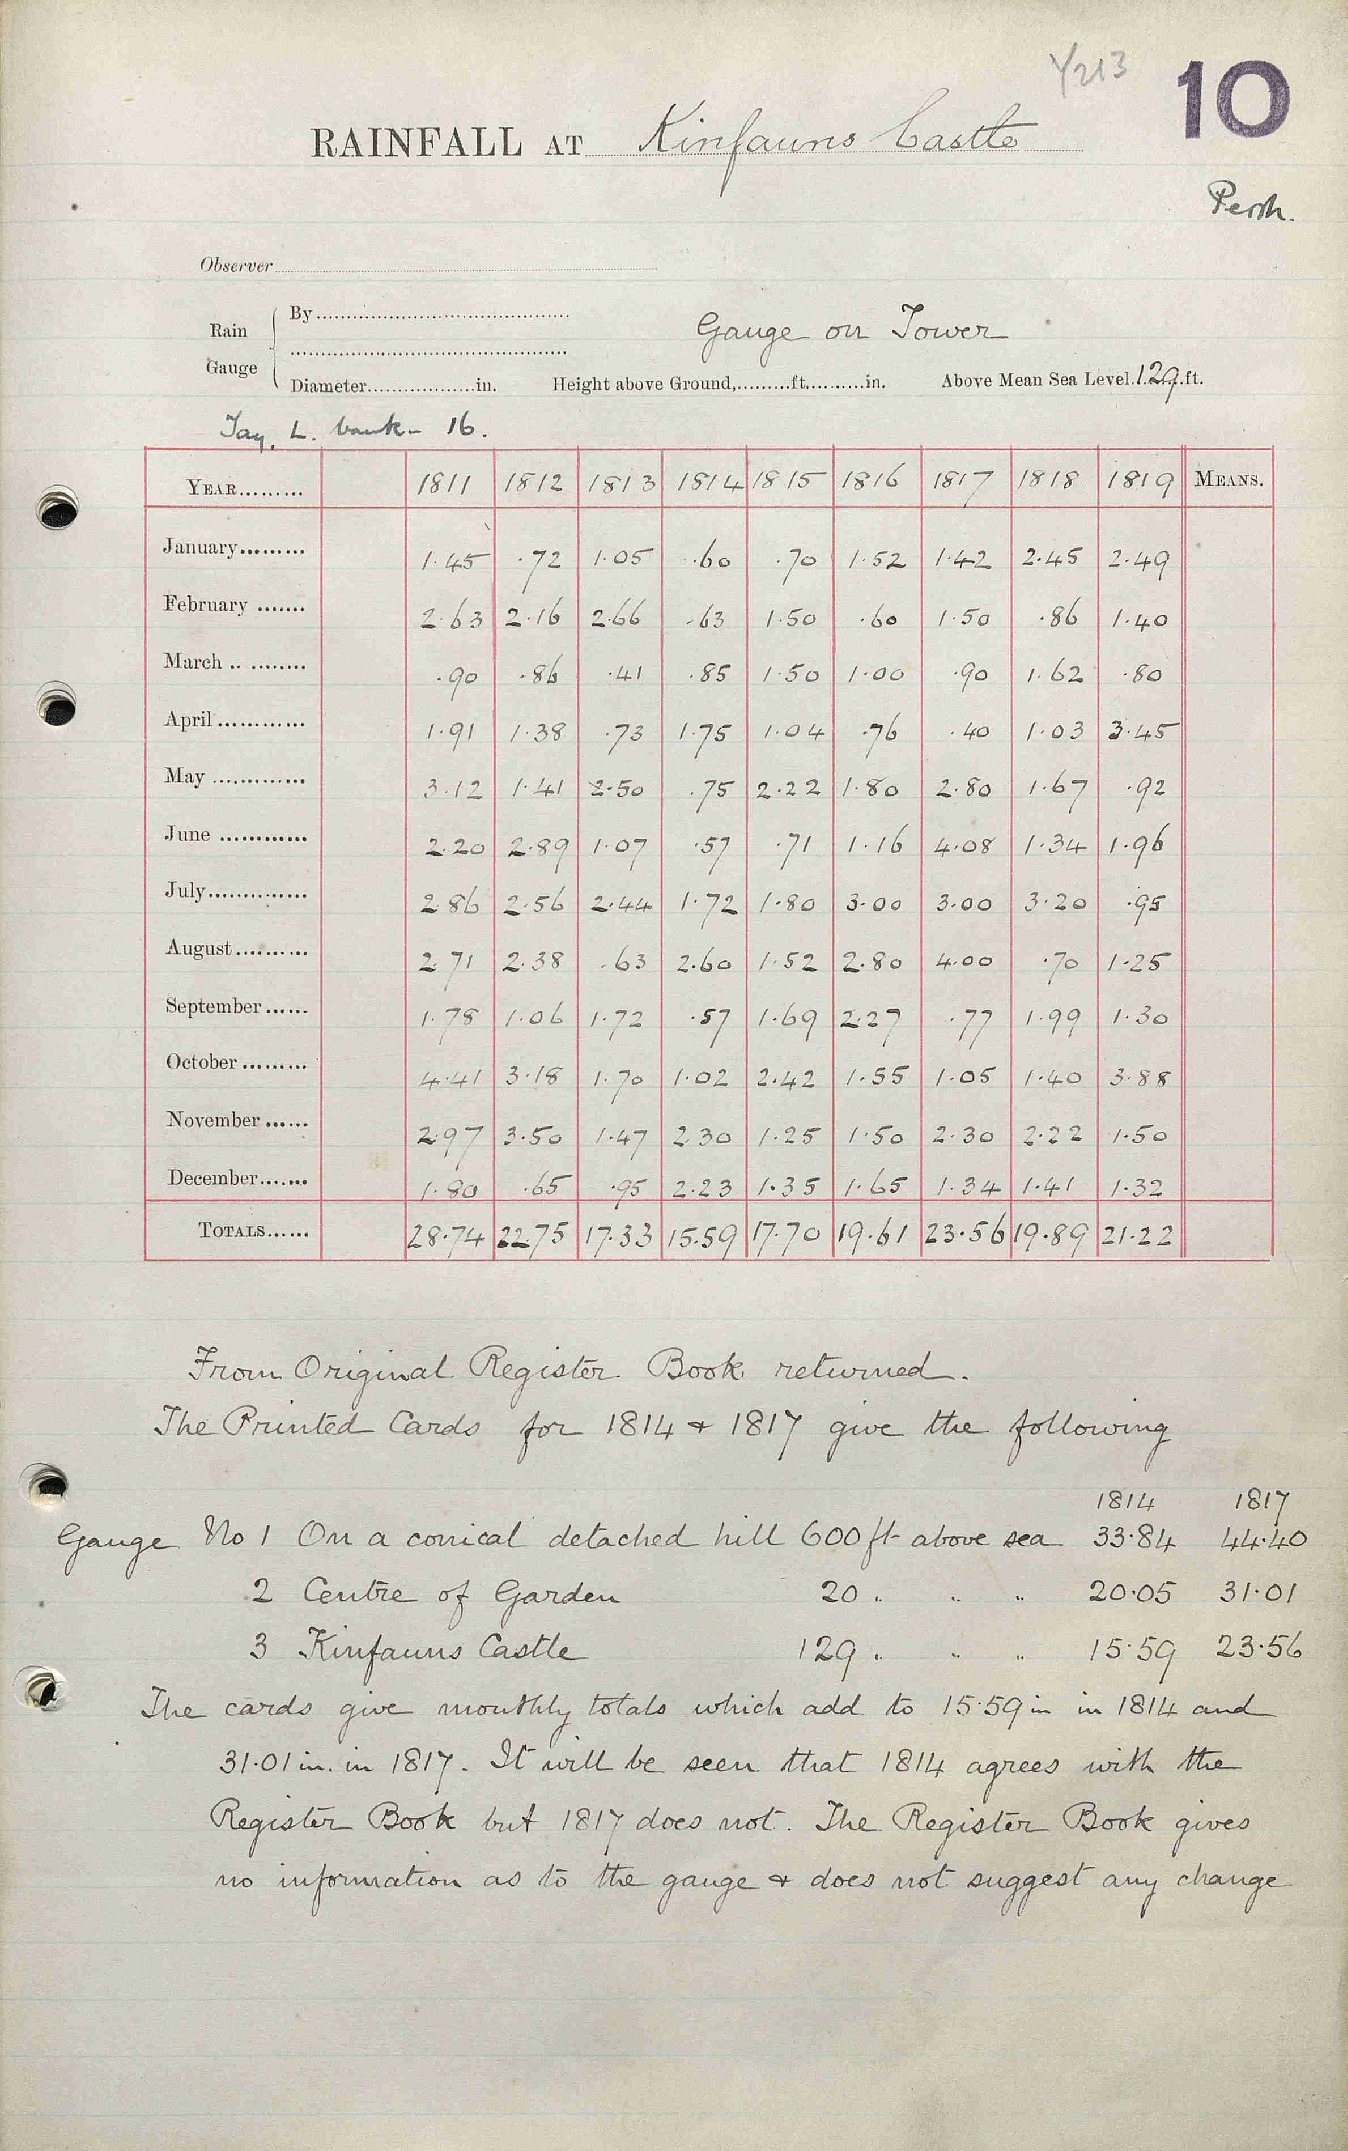 Y213 10
RAINFALL AT Kinfauns Castle
Perth.
Observer
Rain Gauge { By
Gauge on Tower
Diameter in. Height above Ground, ft. in. Above Mean Sea Level 129 ft.
Tay, L. bank - 16.
YEAR 1811 1812 1813 1814 1815 1816 1817 1818 1819 MEANS.
January 1.45 .72 1.05 .60 .70 1.52 1.42 2.45 2.49
February 2.63 2.16 2.66 .63 1.50 .60 1.50 .86 1.40
March .90 .86 .41 .85 1.50 1.00 .90 1.62 .80
April 1.91 1.38 .73 1.75 1.04 .76 .40 1.03 3.45
May 3.12 1.41 2.50 .75 2.22 1.80 2.80 1.67 .92
June 2.20 2.89 1.07 .57 .71 1.16 4.08 1.34 1.96
July 2.86 2.56 2.44 1.72 1.80 3.00 3.00 3.20 .95
August 2.71 2.38 .63 2.60 1.52 2.80 4.00 .70 1.25
September 1.78 1.06 1.72 .57 1.69 2.27 .77 1.99 1.30
October 4.41 3.18 1.70 1.02 2.42 1.55 1.05 1.40 3.88
November 2.97 3.50 1.47 2.30 1.25 1.50 2.30 2.22 1.50
December 1.80 .65 .95 2.23 1.35 1.65 1.34 1.41 1.32
TOTALS 28.74 22.75 17.33 15.59 17.70 19.61 23.56 19.89 21.22
From Original Register Book returned.
The Printed Cards for 1814 + 1817 give the following
1814 1817
Gauge No 1 On a conical detached hill 600 ft above sea 33.84 44.40
2 Centre of Garden 20 " " " 20.05 31.01
3 Kinfauns Castle 129 " " " 15.59 23.56
The cards give monthly totals which add to 15.59 in in 1814 and
31.01 in. in 1817. It will be seen that 1814 agrees with the
Register Book but 1817 does not. The Register Book gives
no information as to the gauge + does not suggest any change